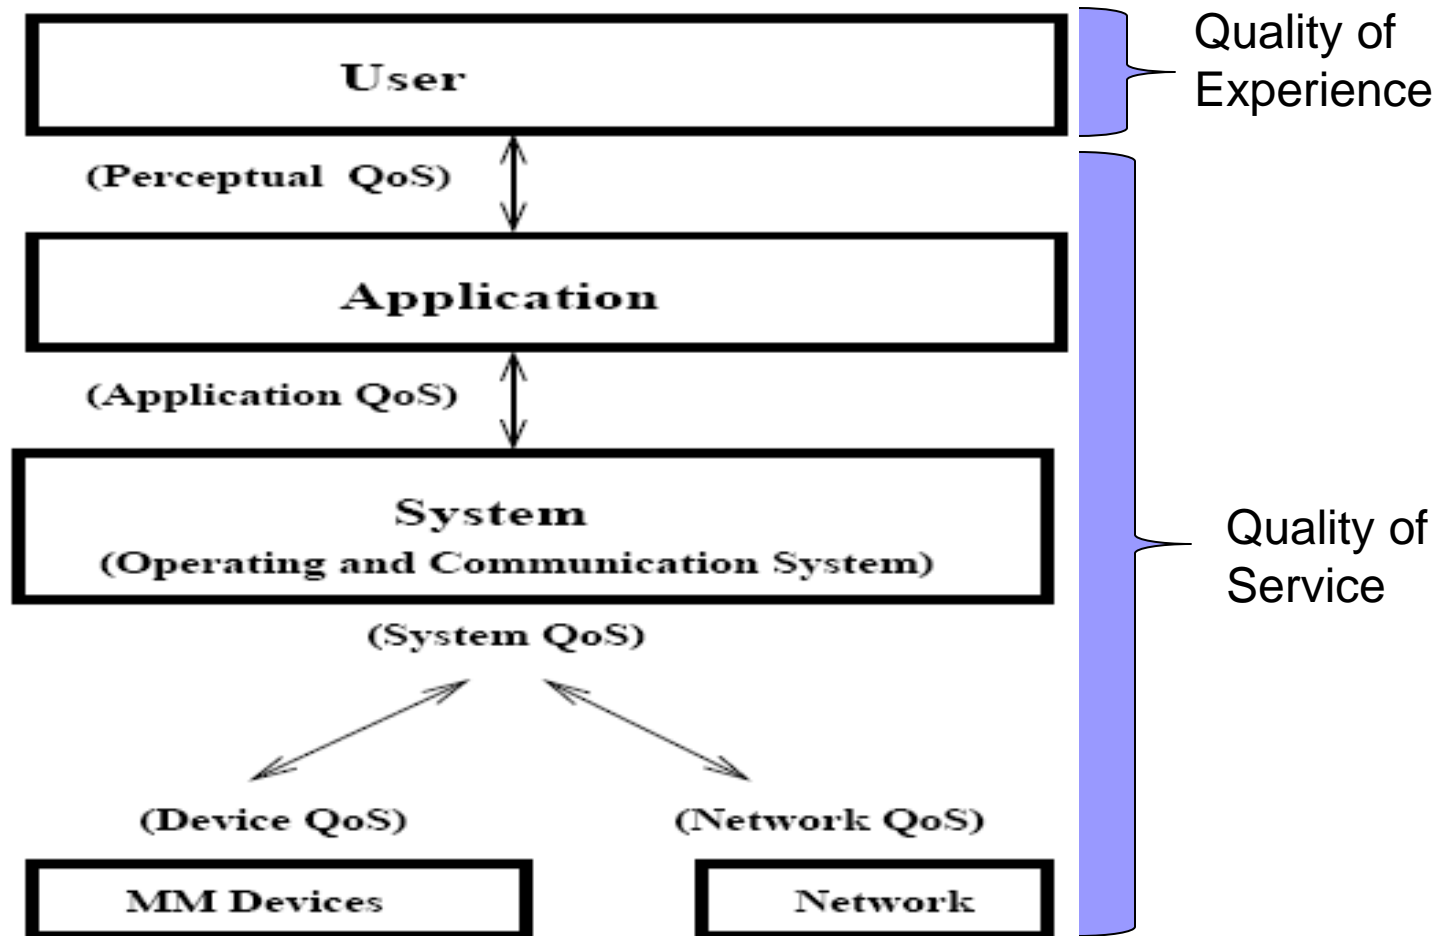 User
Quality of
Experience
(Perceptual QoS)
Application
(Application QoS)
System
(Operating and Communication System)
Quality of
Service
(System QoS)
(Device QoS)
(Network QoS)
MM Devices
Network